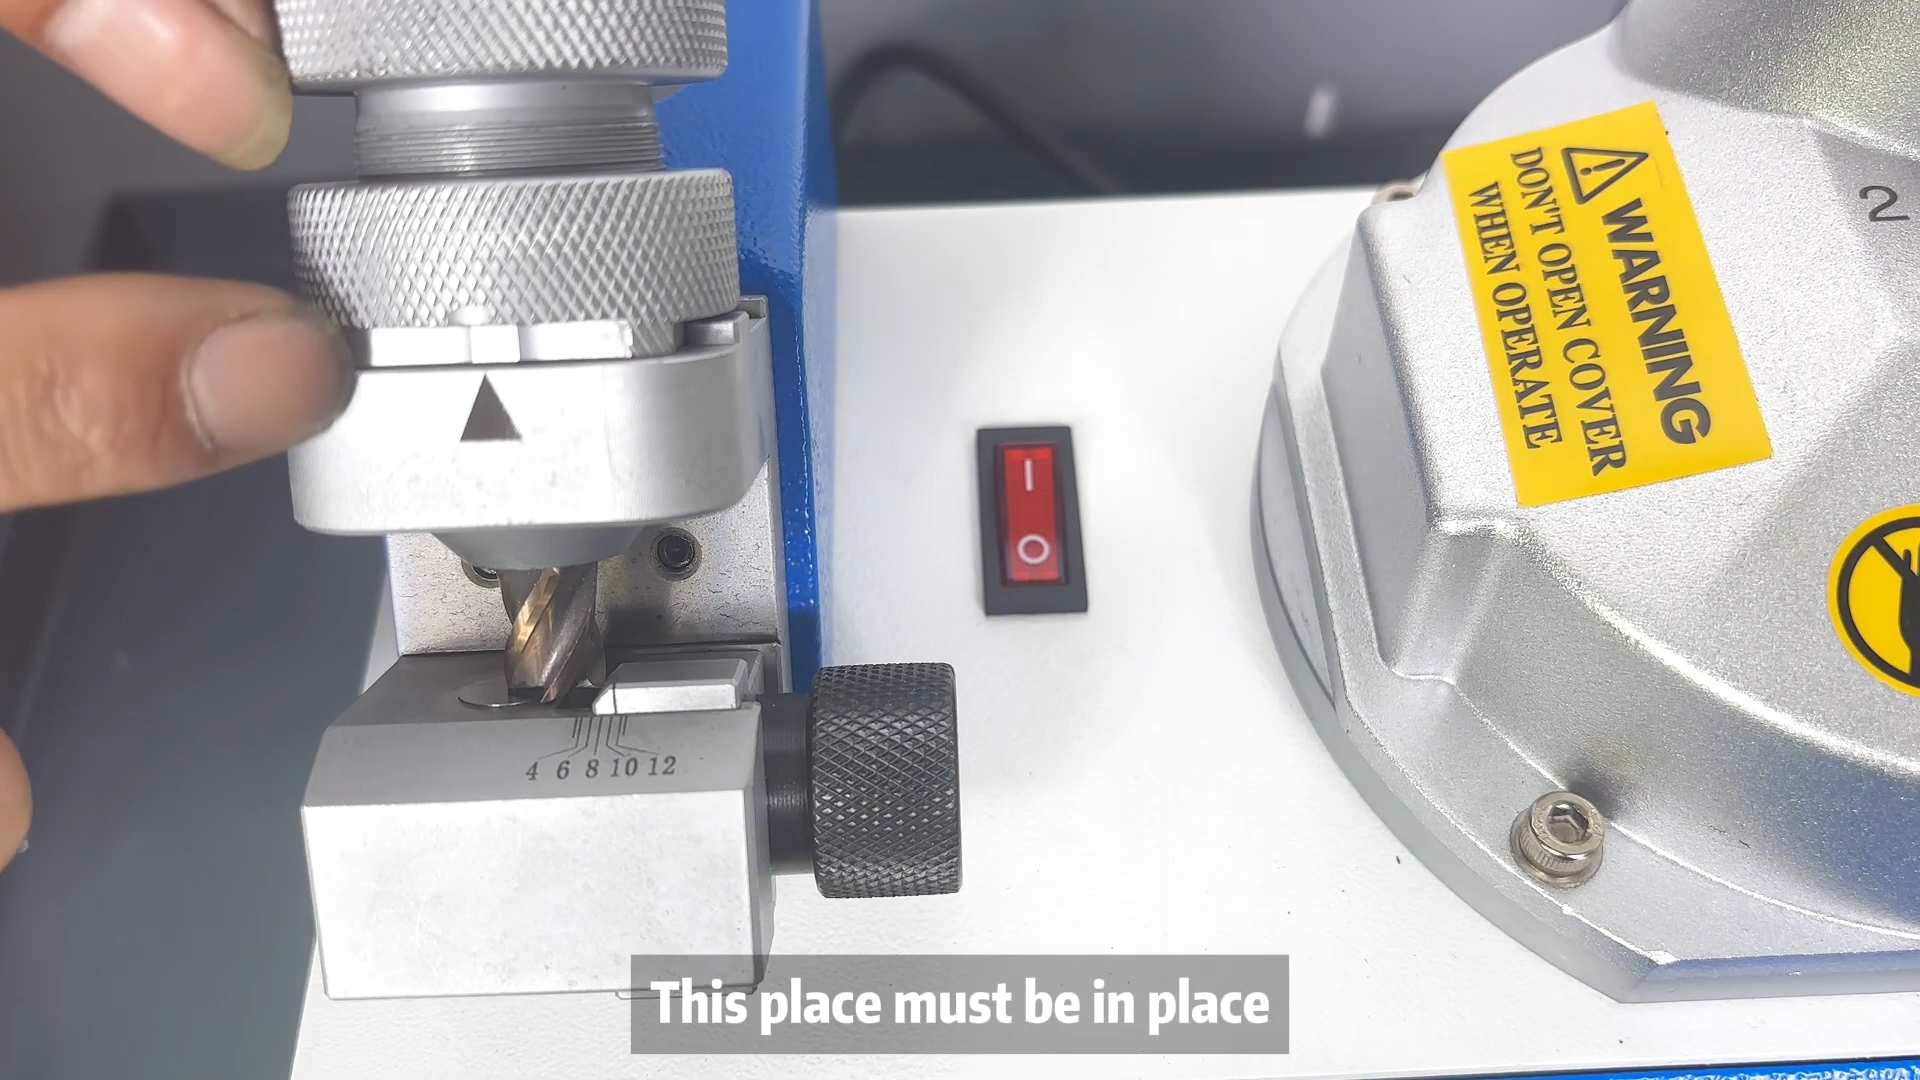 WARNING
DON'T OPEN COVER
WHEN OPERATE
2
I
O
4 6 8 10 12
This place must be in place